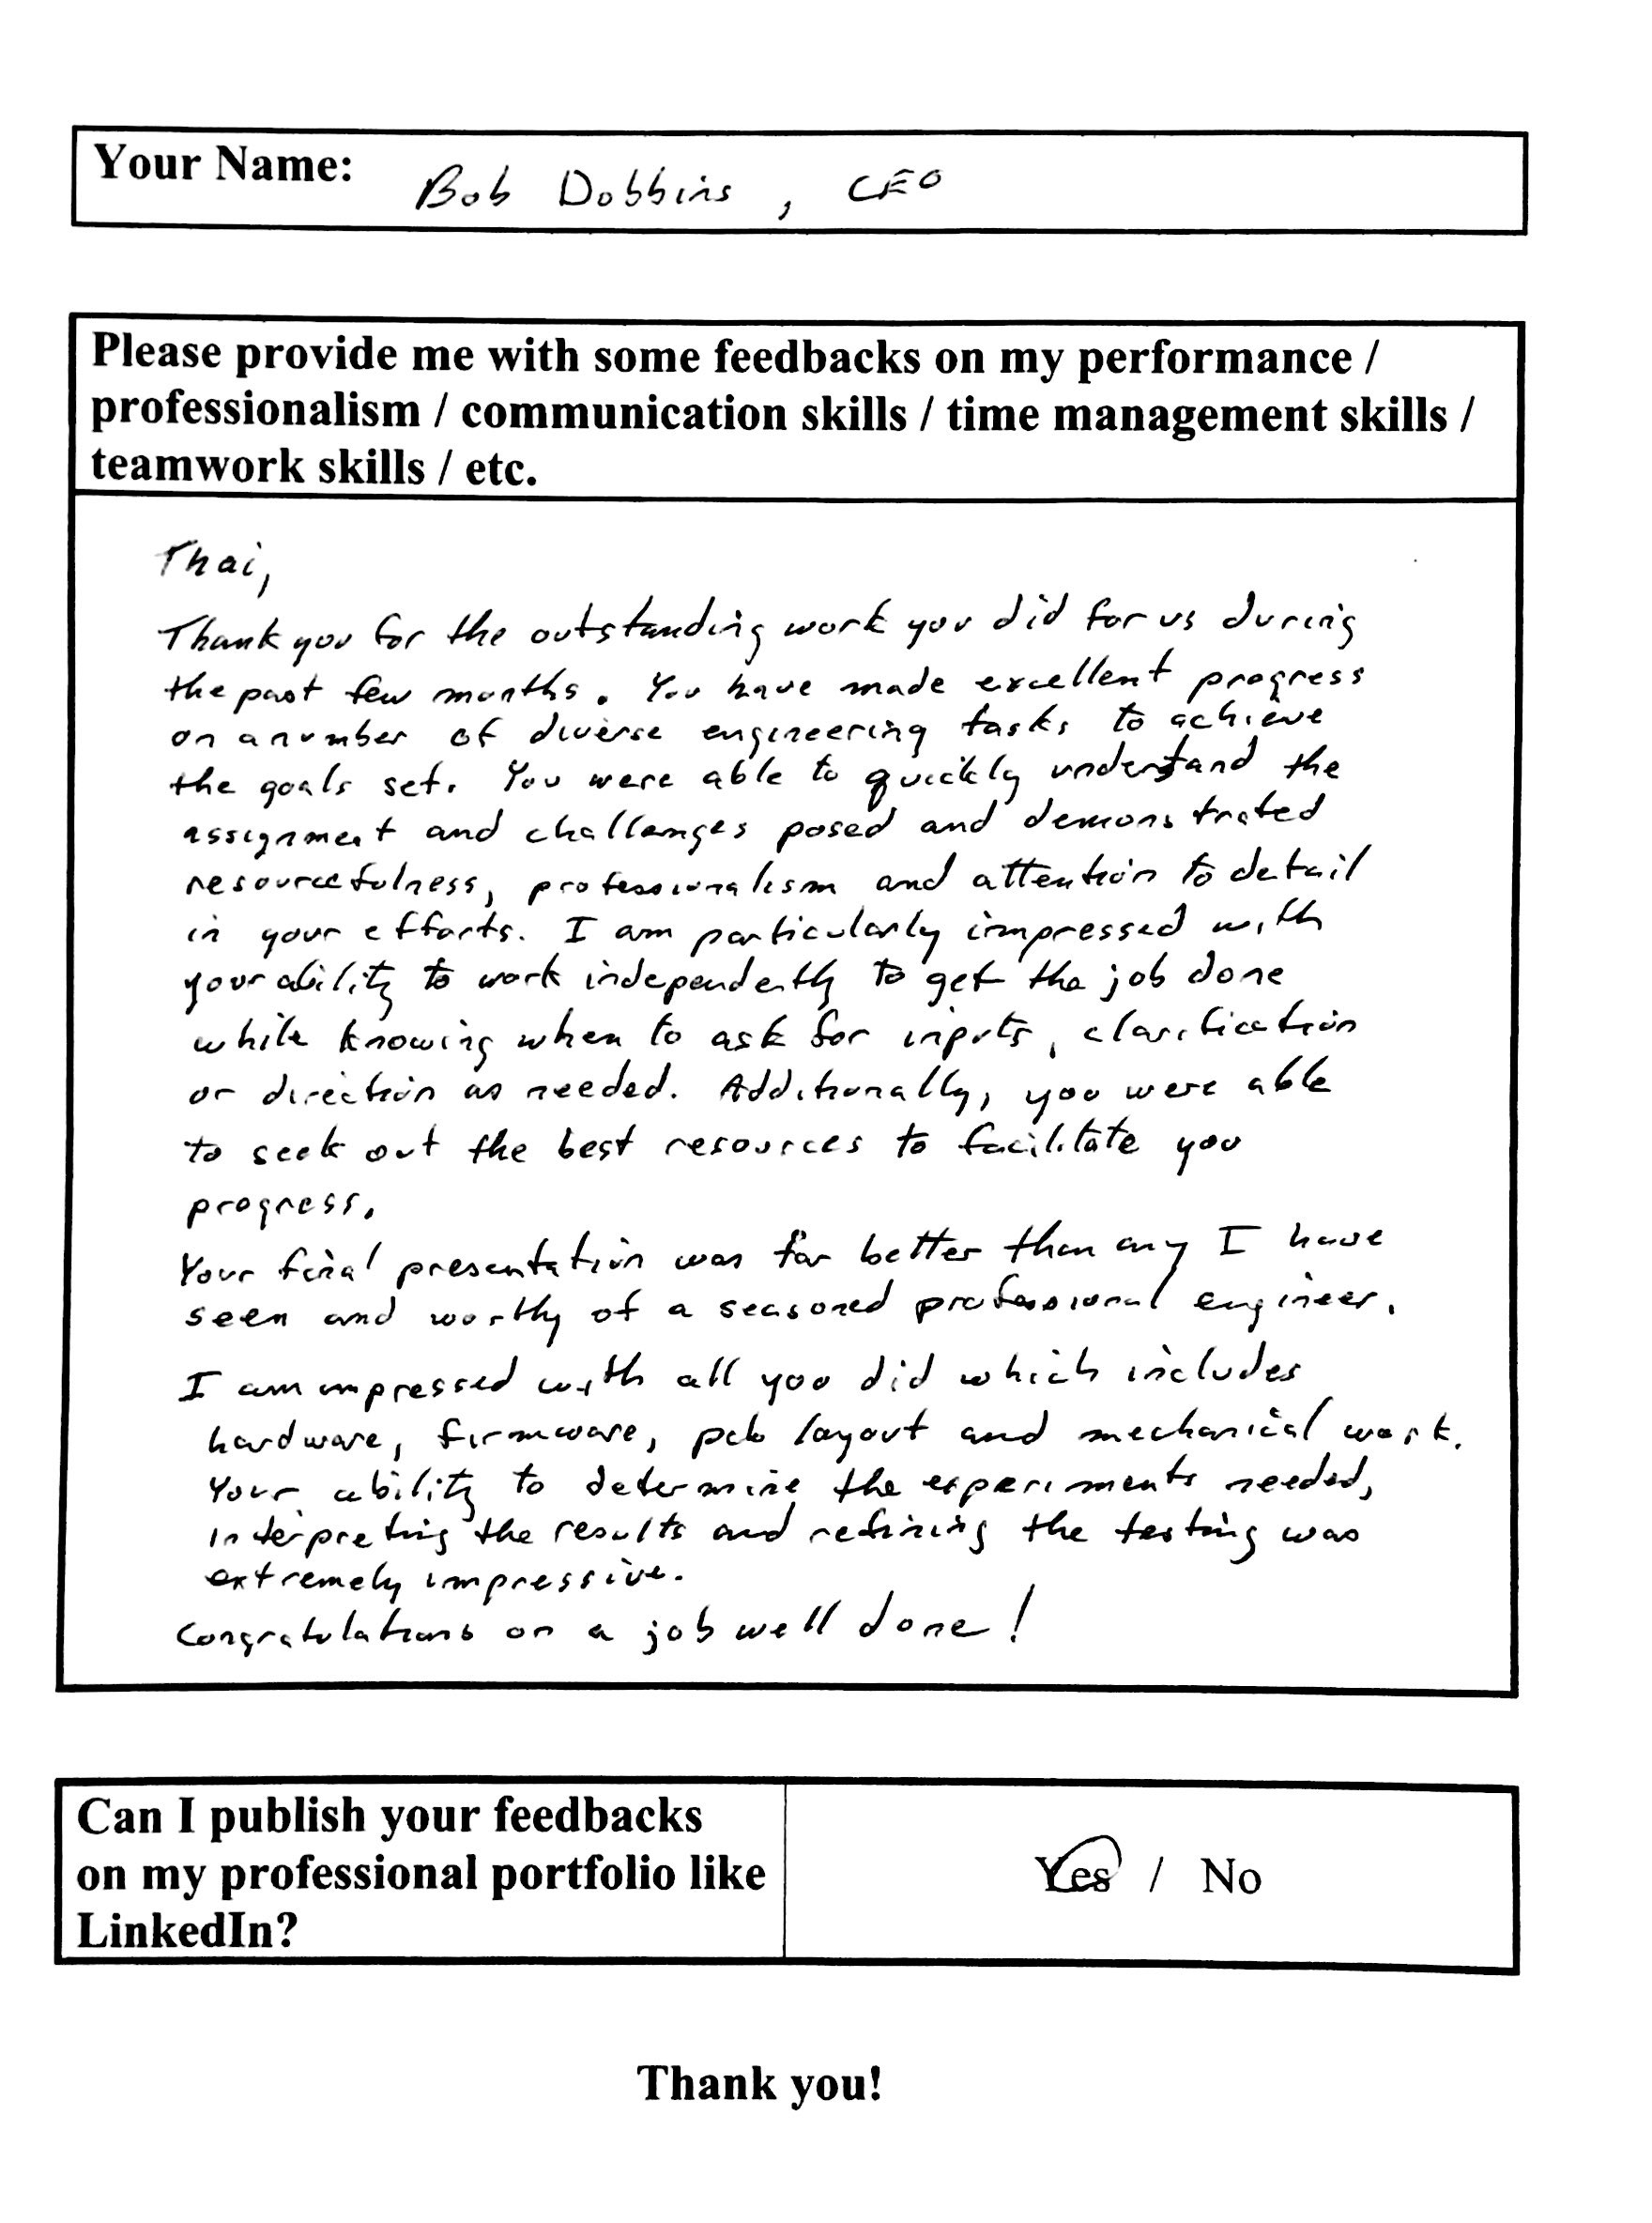 Your Name: Bob Dobbins, CEO
Please provide me with some feedbacks on my performance /
professionalism / communication skills / time management skills /
teamwork skills / etc.
Thai,
Thank you for the outstanding work you did for us during
the past few months. You have made excellent progress
on a number of diverse engineering tasks to achieve
the goals set. You were able to quickly understand the
assignment and challenges posed and demonstrated
resourcefulness, professionalism and attention to detail
in your efforts. I am particularly impressed with
your ability to work independently to get the job done
while knowing when to ask for inputs, clarification
or direction as needed. Additionally, you were able
to seek out the best resources to facilitate you
progress.
Your final presentation was far better than any I have
seen and worthy of a seasoned professional engineer.
I am impressed with all you did which includes
hardware, firmware, pcb layout and mechanical work.
Your ability to determine the experiments needed,
interpreting the results and refining the testing was
extremely impressive.
Congratulations on a job well done!
Can I publish your feedbacks
on my professional portfolio like
LinkedIn?
Yes / No
Thank you!